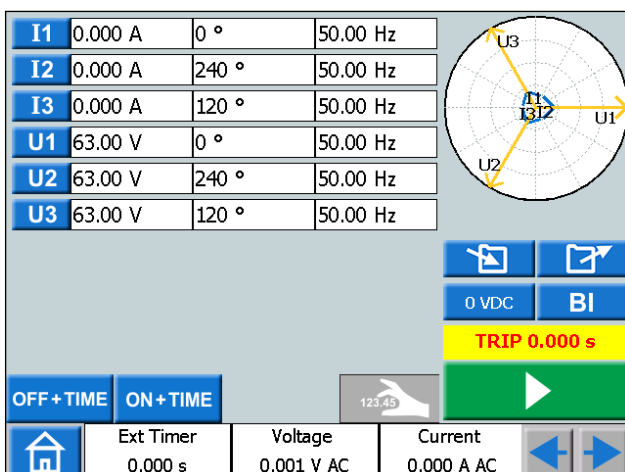 I1 0.000 A 0 ° 50.00 Hz
I2 0.000 A 240 ° 50.00 Hz
I3 0.000 A 120 ° 50.00 Hz
U1 63.00 V 0 ° 50.00 Hz
U2 63.00 V 240 ° 50.00 Hz
U3 63.00 V 120 ° 50.00 Hz
U3
I1
I3 I2 U1
U2
0 VDC BI
TRIP 0.000 s
OFF+TIME ON+TIME 123.45
Ext Timer Voltage Current
0.000 s 0.001 V AC 0.000 A AC